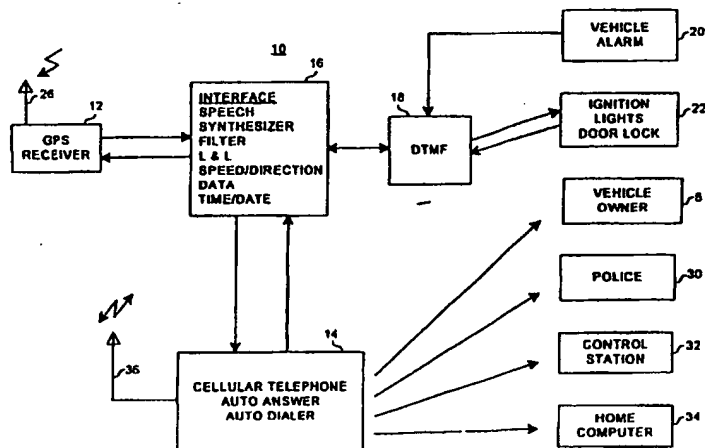 10
26
12
GPS
RECEIVER
16
INTERFACE
SPEECH
SYNTHESIZER
FILTER
L & L
SPEED/DIRECTION
DATA
TIME/DATE
18
DTMF
VEHICLE
ALARM
20
IGNITION
LIGHTS
DOOR LOCK
22
VEHICLE
OWNER
8
POLICE
30
CONTROL
STATION
32
HOME
COMPUTER
34
36
14
CELLULAR TELEPHONE
AUTO ANSWER
AUTO DIALER